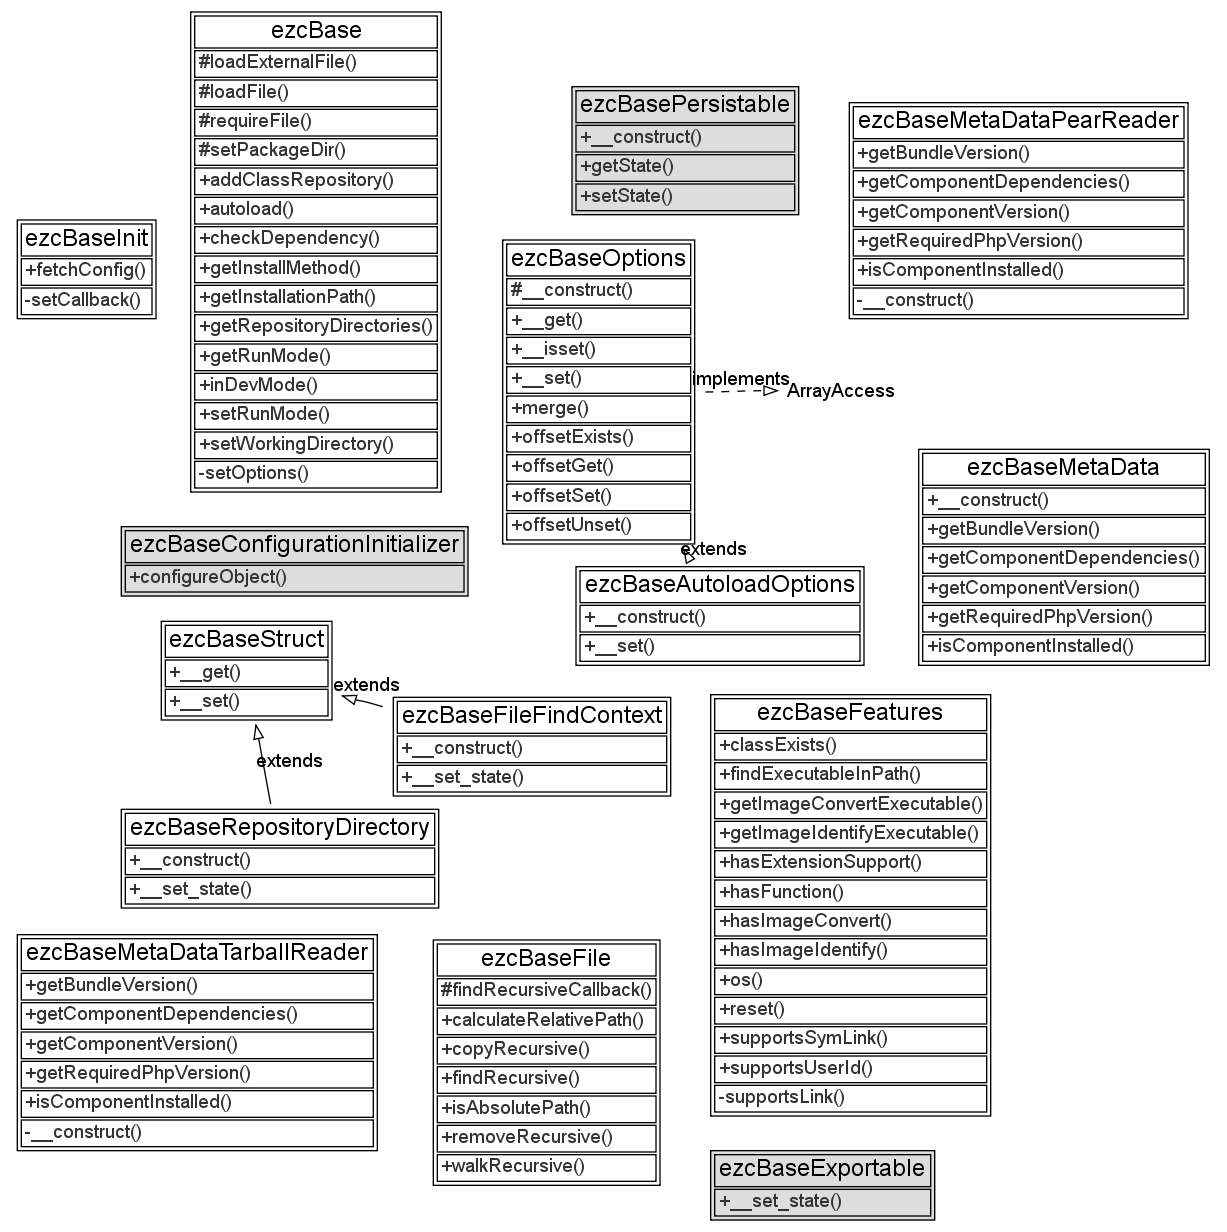 ezcBase
#loadExternalFile()
#loadFile()
#requireFile()
#setPackageDir()
+addClassRepository()
+autoload()
+checkDependency()
+getInstallMethod()
+getInstallationPath()
+getRepositoryDirectories()
+getRunMode()
+inDevMode()
+setRunMode()
+setWorkingDirectory()
-setOptions()
ezcBasePersistable
+__construct()
+getState()
+setState()
ezcBaseMetaDataPearReader
+getBundleVersion()
+getComponentDependencies()
+getComponentVersion()
+getRequiredPhpVersion()
+isComponentInstalled()
-__construct()
ezcBaseInit
+fetchConfig()
-setCallback()
ezcBaseOptions
#__construct()
+__get()
+__isset()
+__set()
+merge()
+offsetExists()
+offsetGet()
+offsetSet()
+offsetUnset()
implements
ArrayAccess
ezcBaseMetaData
+__construct()
+getBundleVersion()
+getComponentDependencies()
+getComponentVersion()
+getRequiredPhpVersion()
+isComponentInstalled()
ezcBaseConfigurationInitializer
+configureObject()
extends
ezcBaseAutoloadOptions
+__construct()
+__set()
ezcBaseStruct
+__get()
+__set()
extends
ezcBaseFileFindContext
+__construct()
+__set_state()
extends
ezcBaseRepositoryDirectory
+__construct()
+__set_state()
ezcBaseFeatures
+classExists()
+findExecutableInPath()
+getImageConvertExecutable()
+getImageIdentifyExecutable()
+hasExtensionSupport()
+hasFunction()
+hasImageConvert()
+hasImageIdentify()
+os()
+reset()
+supportsSymLink()
+supportsUserId()
-supportsLink()
ezcBaseMetaDataTarballReader
+getBundleVersion()
+getComponentDependencies()
+getComponentVersion()
+getRequiredPhpVersion()
+isComponentInstalled()
-__construct()
ezcBaseFile
#findRecursiveCallback()
+calculateRelativePath()
+copyRecursive()
+findRecursive()
+isAbsolutePath()
+removeRecursive()
+walkRecursive()
ezcBaseExportable
+__set_state()